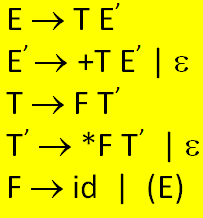 E → T E′
E′ → +T E′ | ε
T → F T′
T′ → *F T′ | ε
F → id | (E)